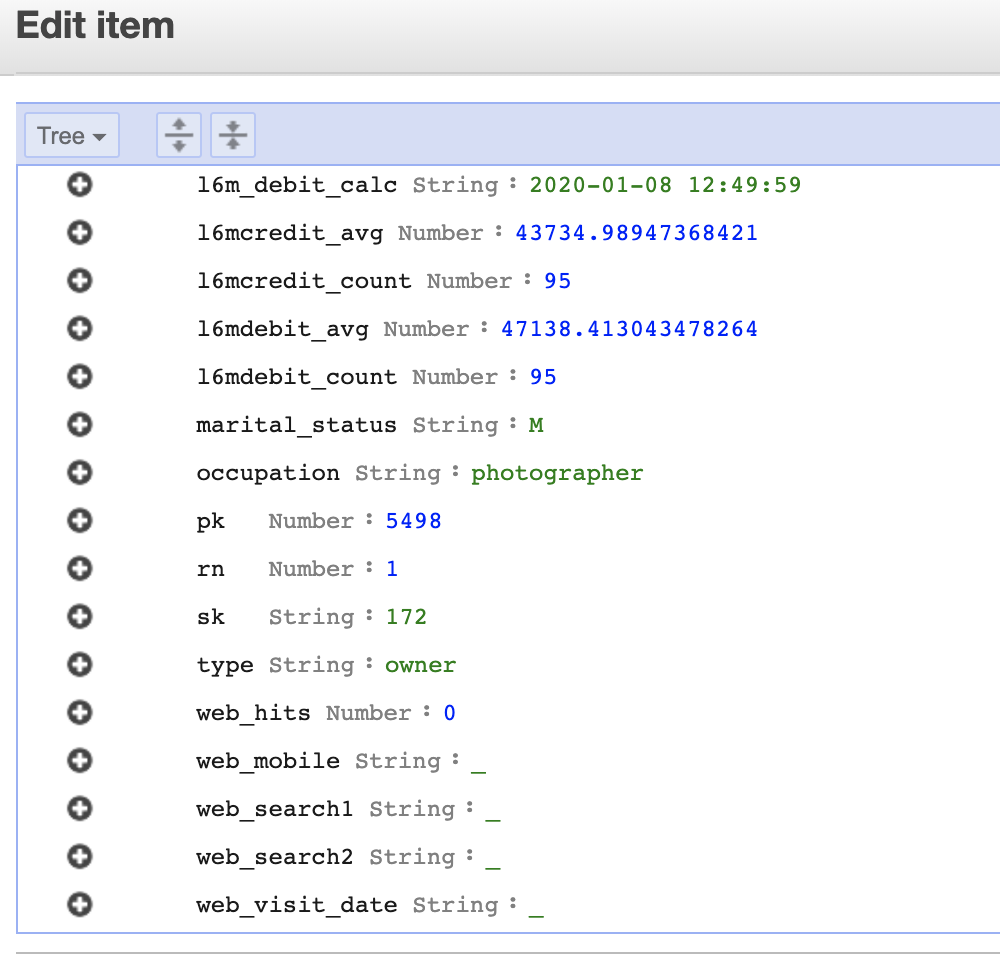 Edit item
Tree
l6m_debit_calc String : 2020-01-08 12:49:59
l6mcredit_avg Number : 43734.98947368421
l6mcredit_count Number : 95
l6mdebit_avg Number : 47138.413043478264
l6mdebit_count Number : 95
marital_status String : M
occupation String : photographer
pk Number : 5498
rn Number : 1
sk String : 172
type String : owner
web_hits Number : 0
web_mobile String : _
web_search1 String : _
web_search2 String : _
web_visit_date String : _